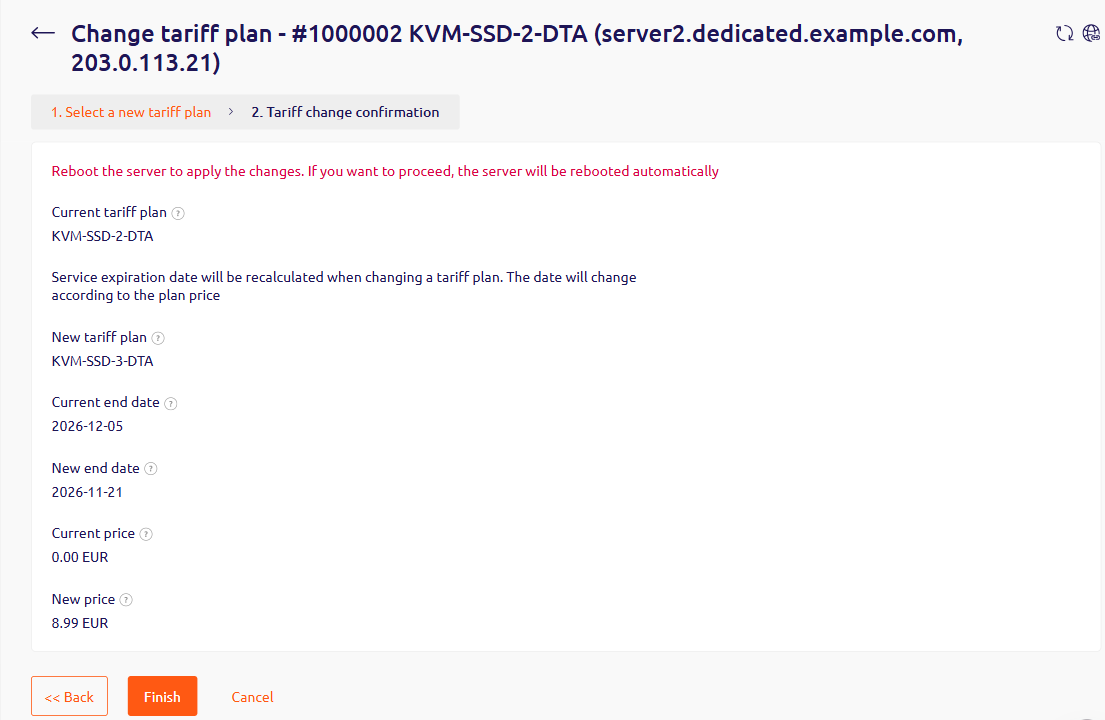 Change tariff plan - #1000002 KVM-SSD-2-DTA (server2.dedicated.example.com,
203.0.113.21)
1. Select a new tariff plan > 2. Tariff change confirmation
Reboot the server to apply the changes. If you want to proceed, the server will be rebooted automatically
Current tariff plan ?
KVM-SSD-2-DTA
Service expiration date will be recalculated when changing a tariff plan. The date will change
according to the plan price
New tariff plan ?
KVM-SSD-3-DTA
Current end date ?
2026-12-05
New end date ?
2026-11-21
Current price ?
0.00 EUR
New price ?
8.99 EUR
<< Back Finish Cancel